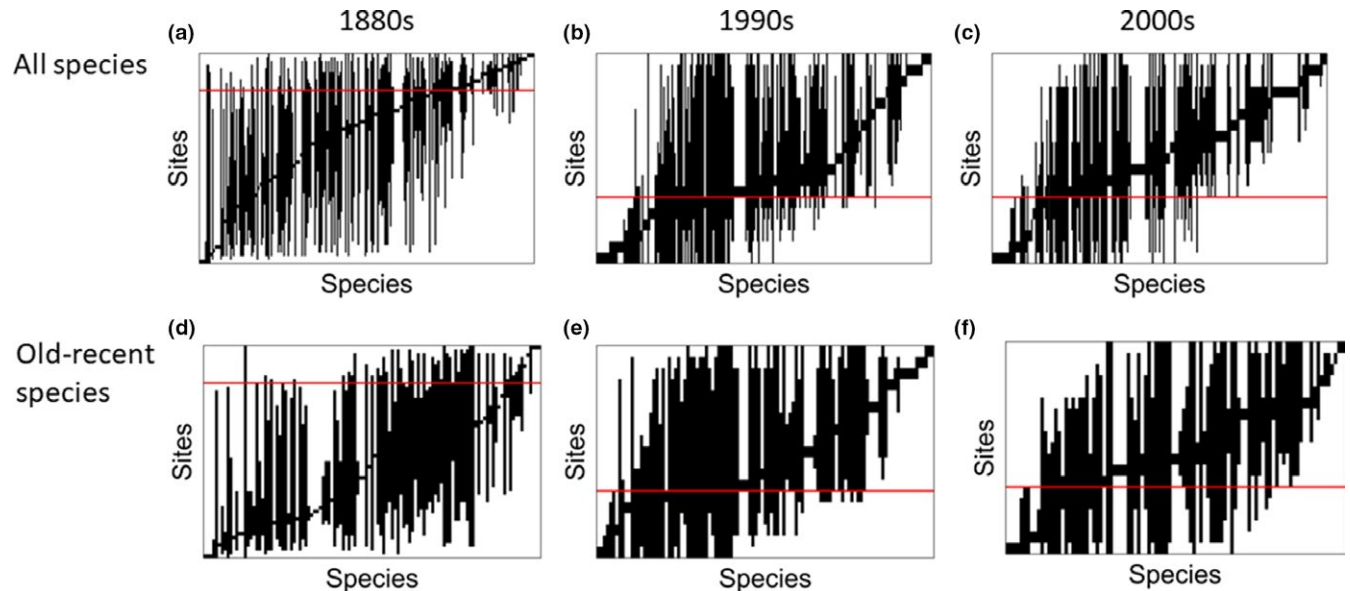 1880s 1990s 2000s
(a) (b) (c)
All species
Sites Sites Sites
Species Species Species
(d) (e) (f)
Old-recent
species
Sites Sites Sites
Species Species Species